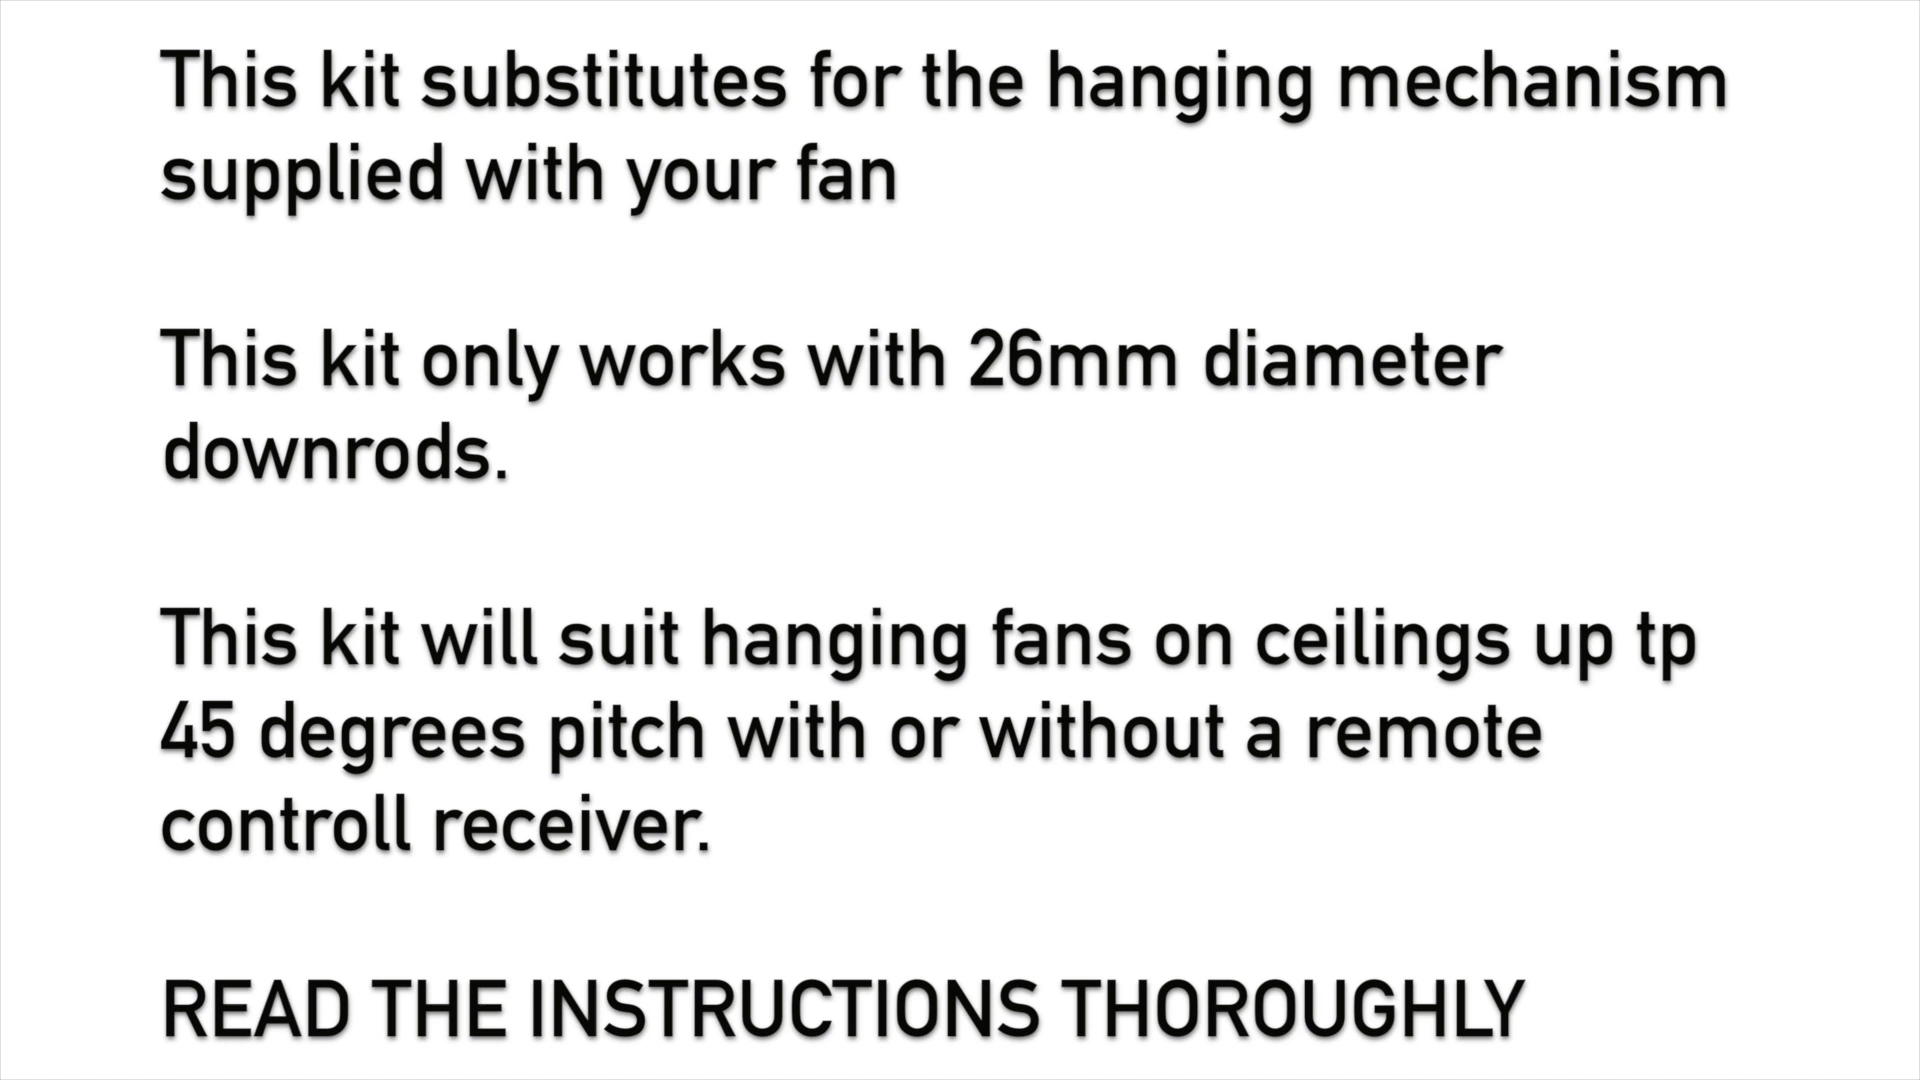 This kit substitutes for the hanging mechanism
supplied with your fan
This kit only works with 26mm diameter
downrods.
This kit will suit hanging fans on ceilings up tp
45 degrees pitch with or without a remote
controll receiver.
READ THE INSTRUCTIONS THOROUGHLY